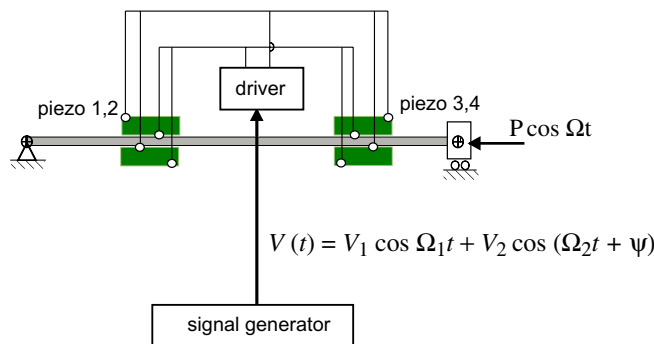 driver
piezo 1,2
piezo 3,4
P cos Ωt
V (t) = V₁ cos Ω₁t + V₂ cos (Ω₂t + ψ)
signal generator